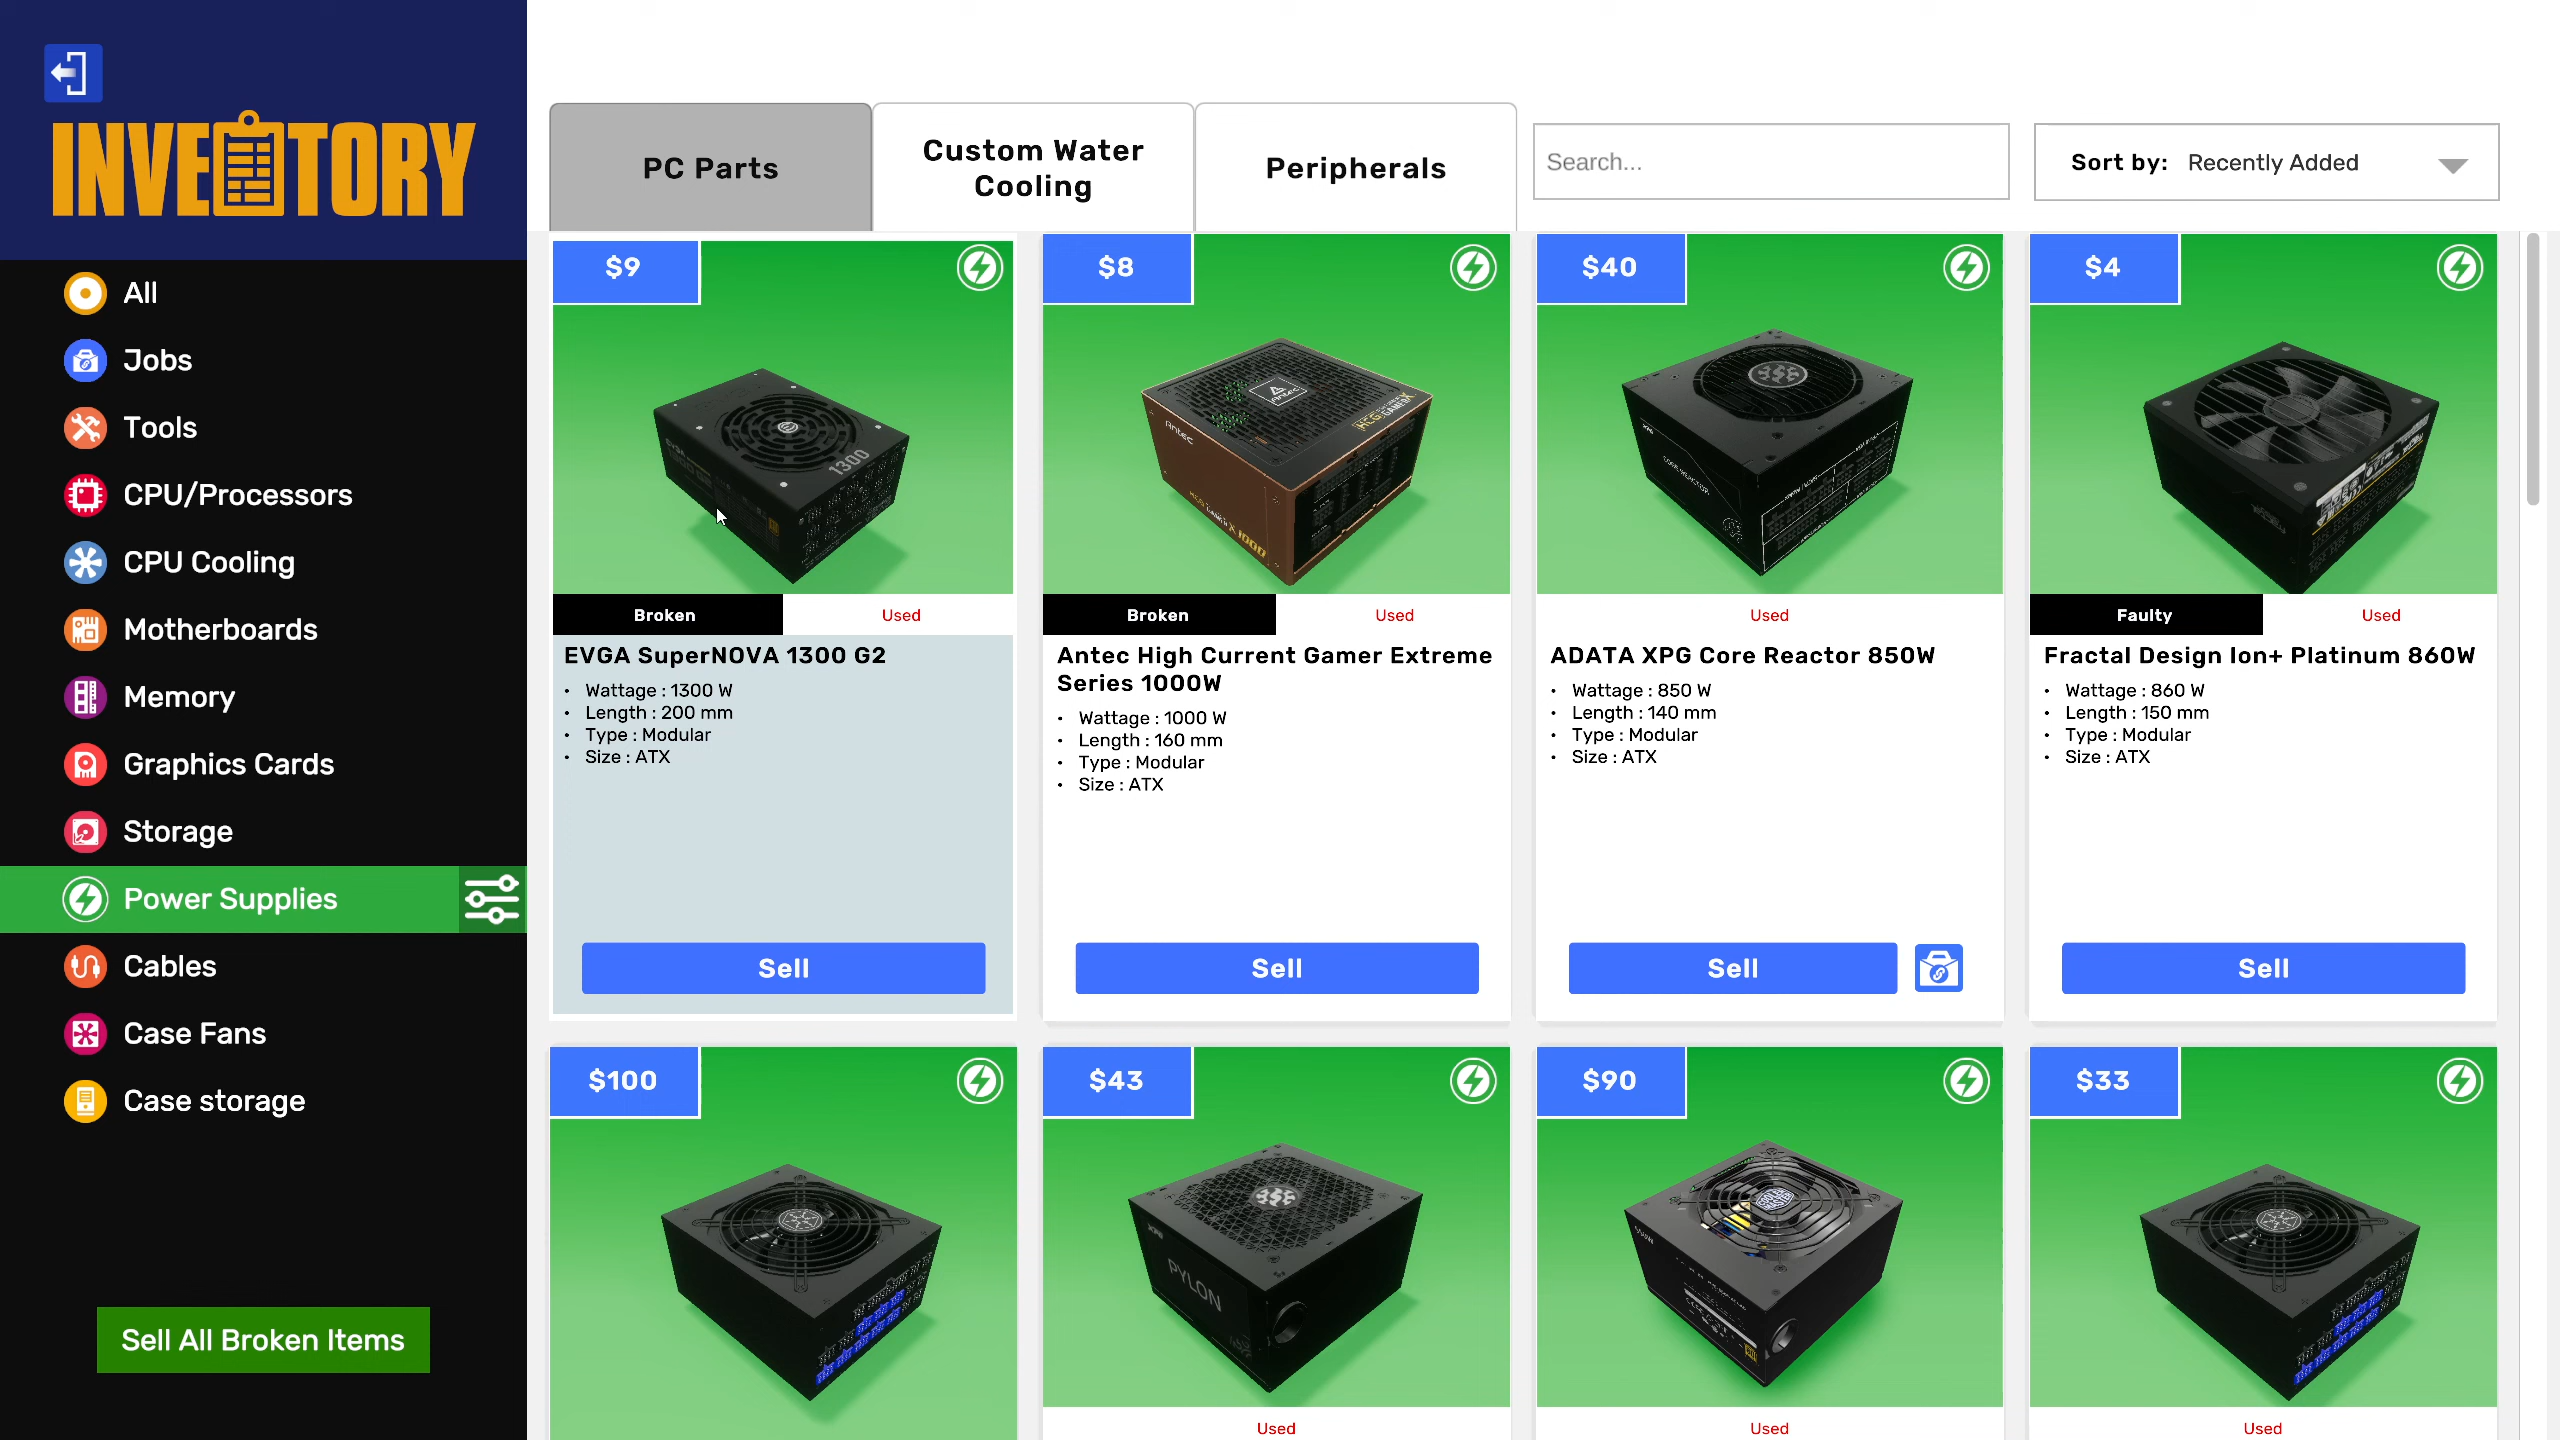 INVENTORY
All
Jobs
Tools
CPU/Processors
CPU Cooling
Motherboards
Memory
Graphics Cards
Storage
Power Supplies
Cables
Case Fans
Case storage
Sell All Broken Items
PC Parts
Custom Water
Cooling
Peripherals
Search...
Sort by: Recently Added
$9
1300
Broken
Used
EVGA SuperNOVA 1300 G2
• Wattage : 1300 W
• Length : 200 mm
• Type : Modular
• Size : ATX
Sell
$8
Antec
Broken
Used
Antec High Current Gamer Extreme
Series 1000W
• Wattage : 1000 W
• Length : 160 mm
• Type : Modular
• Size : ATX
Sell
$40
Used
ADATA XPG Core Reactor 850W
• Wattage : 850 W
• Length : 140 mm
• Type : Modular
• Size : ATX
Sell
$4
Faulty
Used
Fractal Design Ion+ Platinum 860W
• Wattage : 860 W
• Length : 150 mm
• Type : Modular
• Size : ATX
Sell
$100
$43
XPG
PYLON
Used
$90
COOLER
MASTER
Used
$33
Used